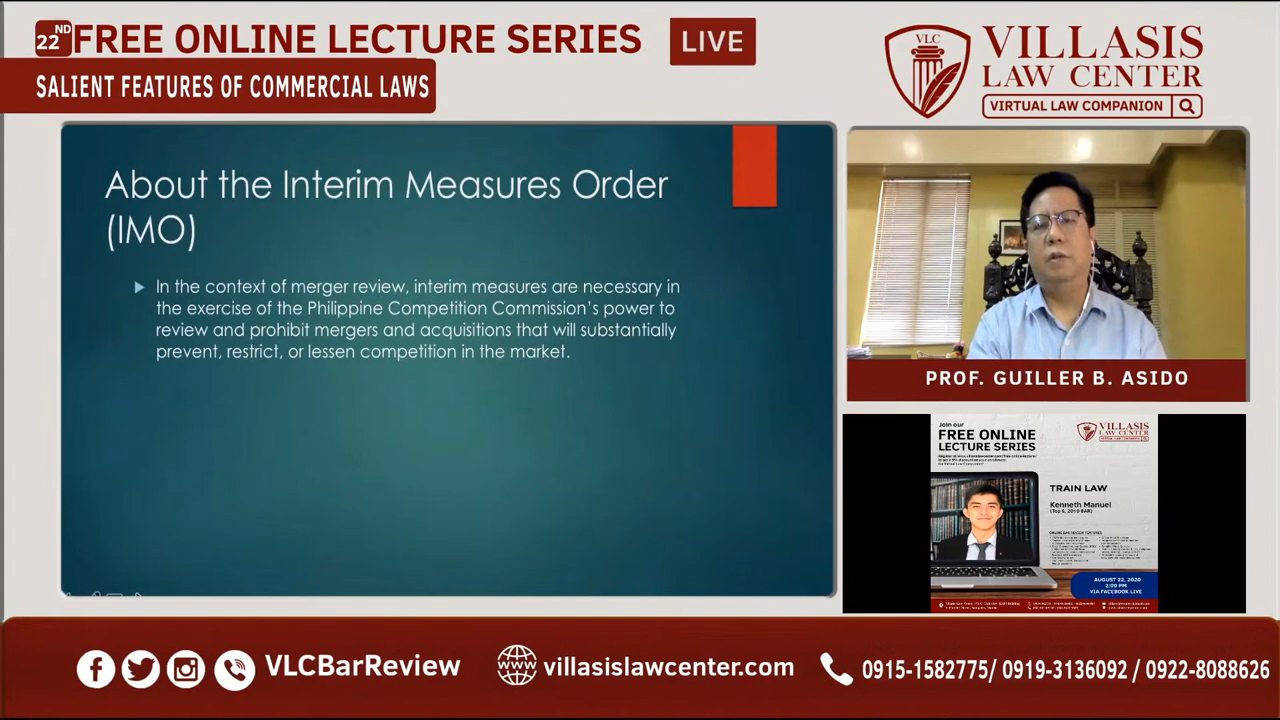 22ND FREE ONLINE LECTURE SERIES
LIVE
SALIENT FEATURES OF COMMERCIAL LAWS
VLC
VILLASIS
LAW CENTER
VIRTUAL LAW COMPANION
About the Interim Measures Order
(IMO)
In the context of merger review, interim measures are necessary in
the exercise of the Philippine Competition Commission's power to
review and prohibit mergers and acquisitions that will substantially
prevent, restrict, or lessen competition in the market.
PROF. GUILLER B. ASIDO
Join our
FREE ONLINE
LECTURE SERIES
VILLASIS
LAW CENTER
TRAIN LAW
Kenneth Manuel
(Top 6, 2019 BAR)
AUGUST 22, 2020
2:00 PM
VIA FACEBOOK LIVE
VLCBarReview
www
villasislawcenter.com
0915-1582775/ 0919-3136092 / 0922-8088626